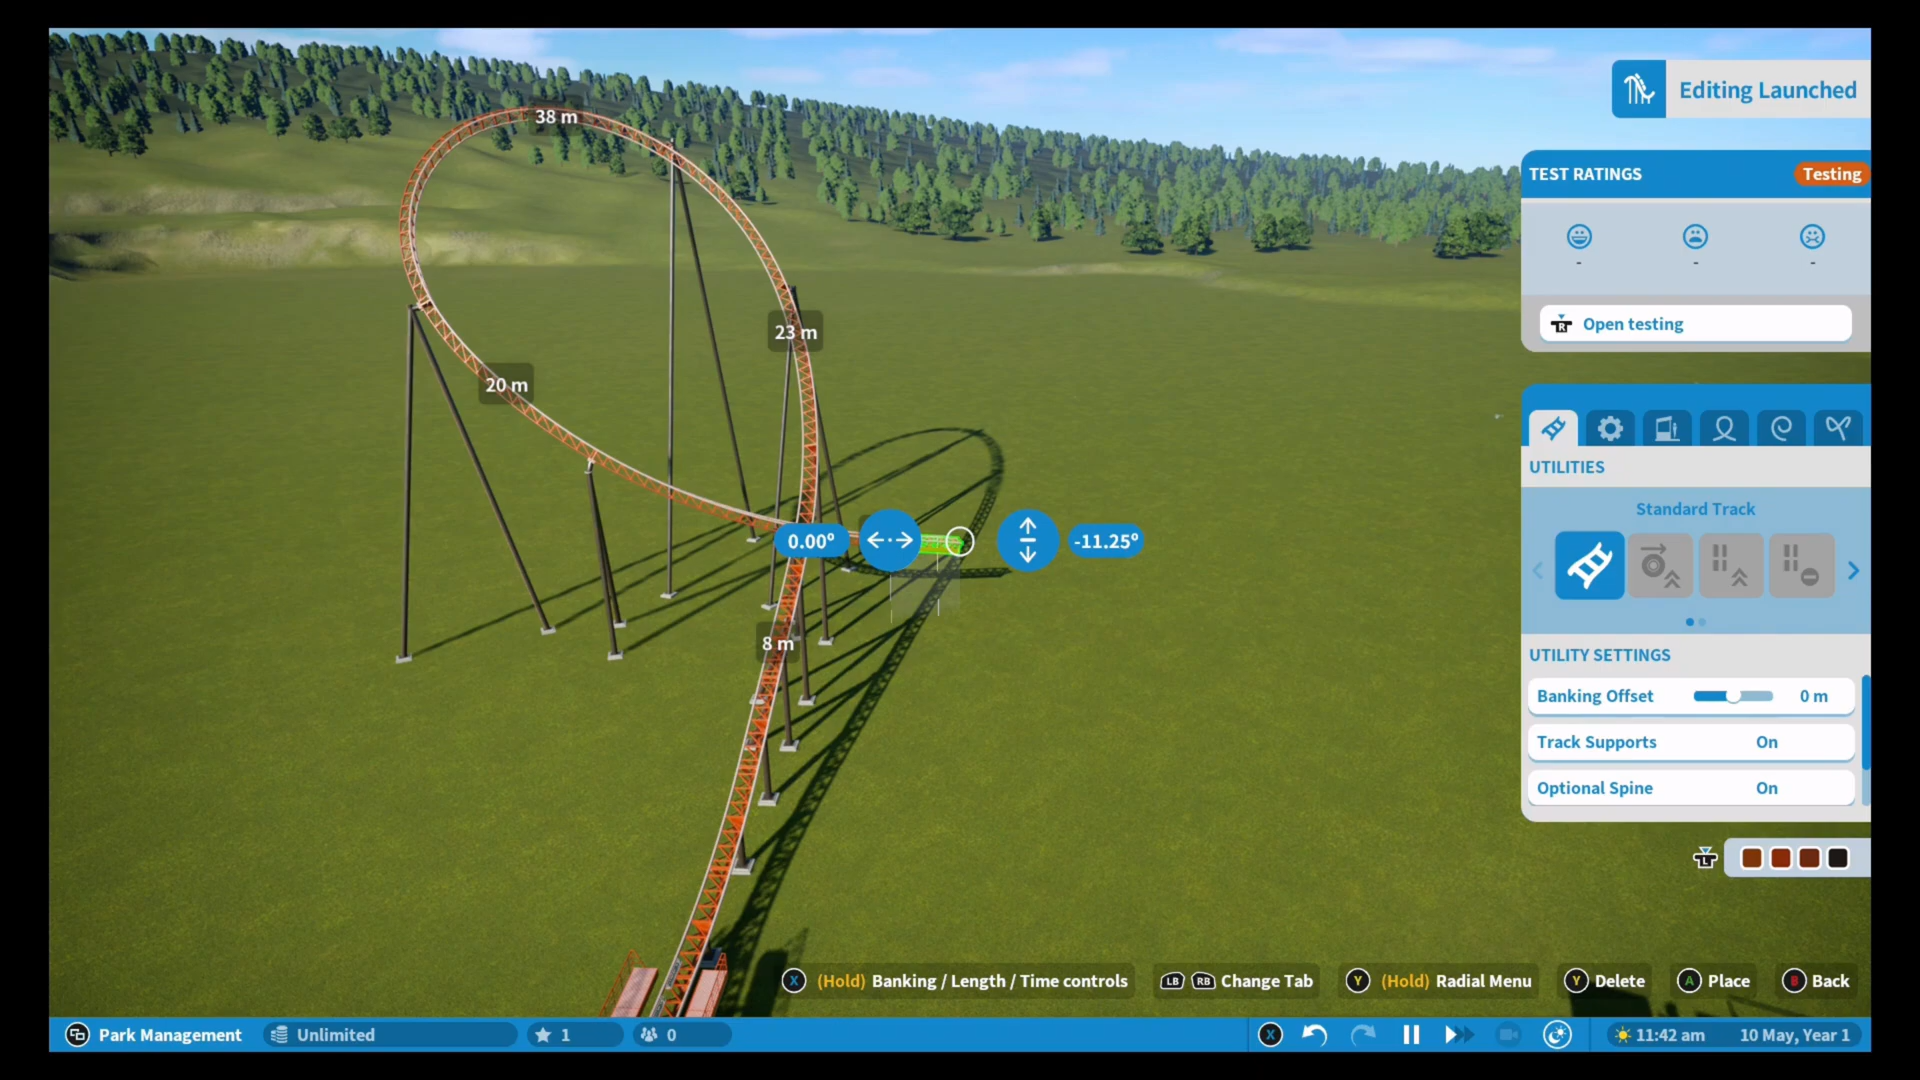 Editing Launched
38 m
TEST RATINGS
Testing
-
-
-
R
Open testing
23 m
20 m
UTILITIES
Standard Track
0.00°
-11.25°
8 m
UTILITY SETTINGS
Banking Offset
0 m
Track Supports
On
Optional Spine
On
L
X (Hold) Banking / Length / Time controls
LB RB Change Tab
Y (Hold) Radial Menu
Y Delete
A Place
B Back
Park Management
Unlimited
1
0
X
11:42 am
10 May, Year 1